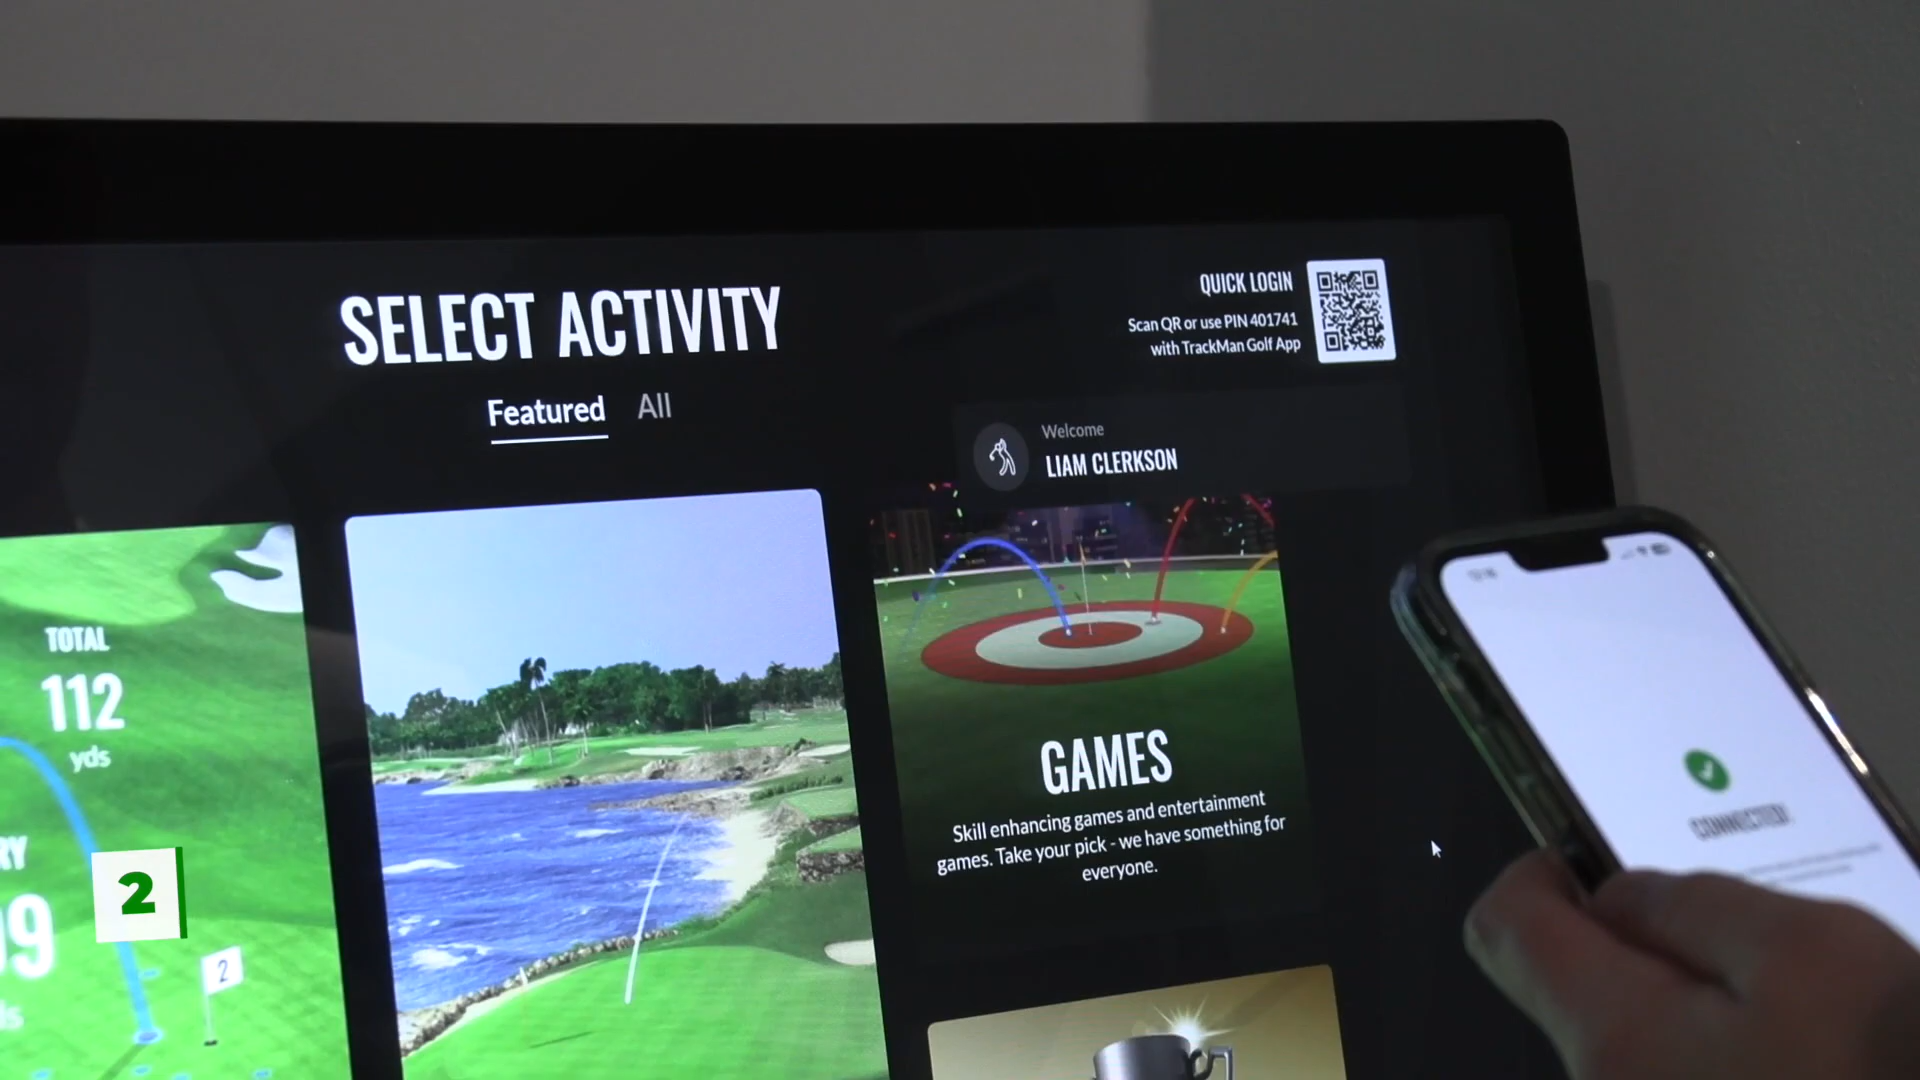 SELECT ACTIVITY
Featured All
QUICK LOGIN
Scan QR or use PIN 401741
with TrackMan Golf App
Welcome
LIAM CLERKSON
TOTAL
112
yds
2
2
GAMES
Skill enhancing games and entertainment
games. Take your pick - we have something for
everyone.
CONNECTED!